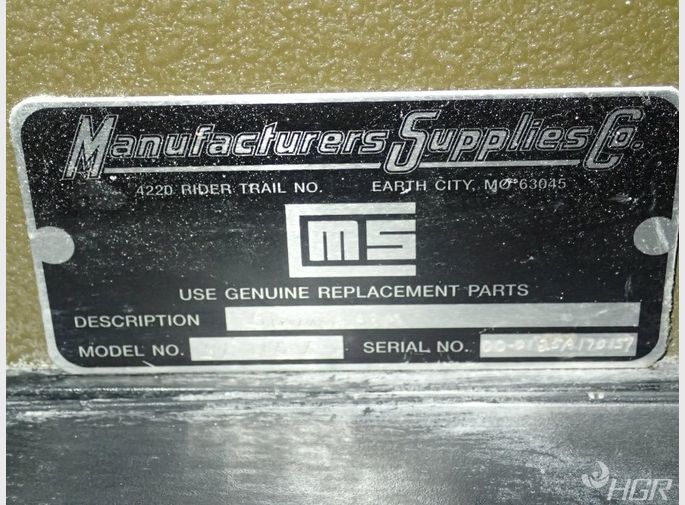 Manufacturers Supplies Co.
4220 RIDER TRAIL NO. EARTH CITY, MO 63045
CMS
USE GENUINE REPLACEMENT PARTS
DESCRIPTION
MODEL NO. SERIAL NO.
HGR